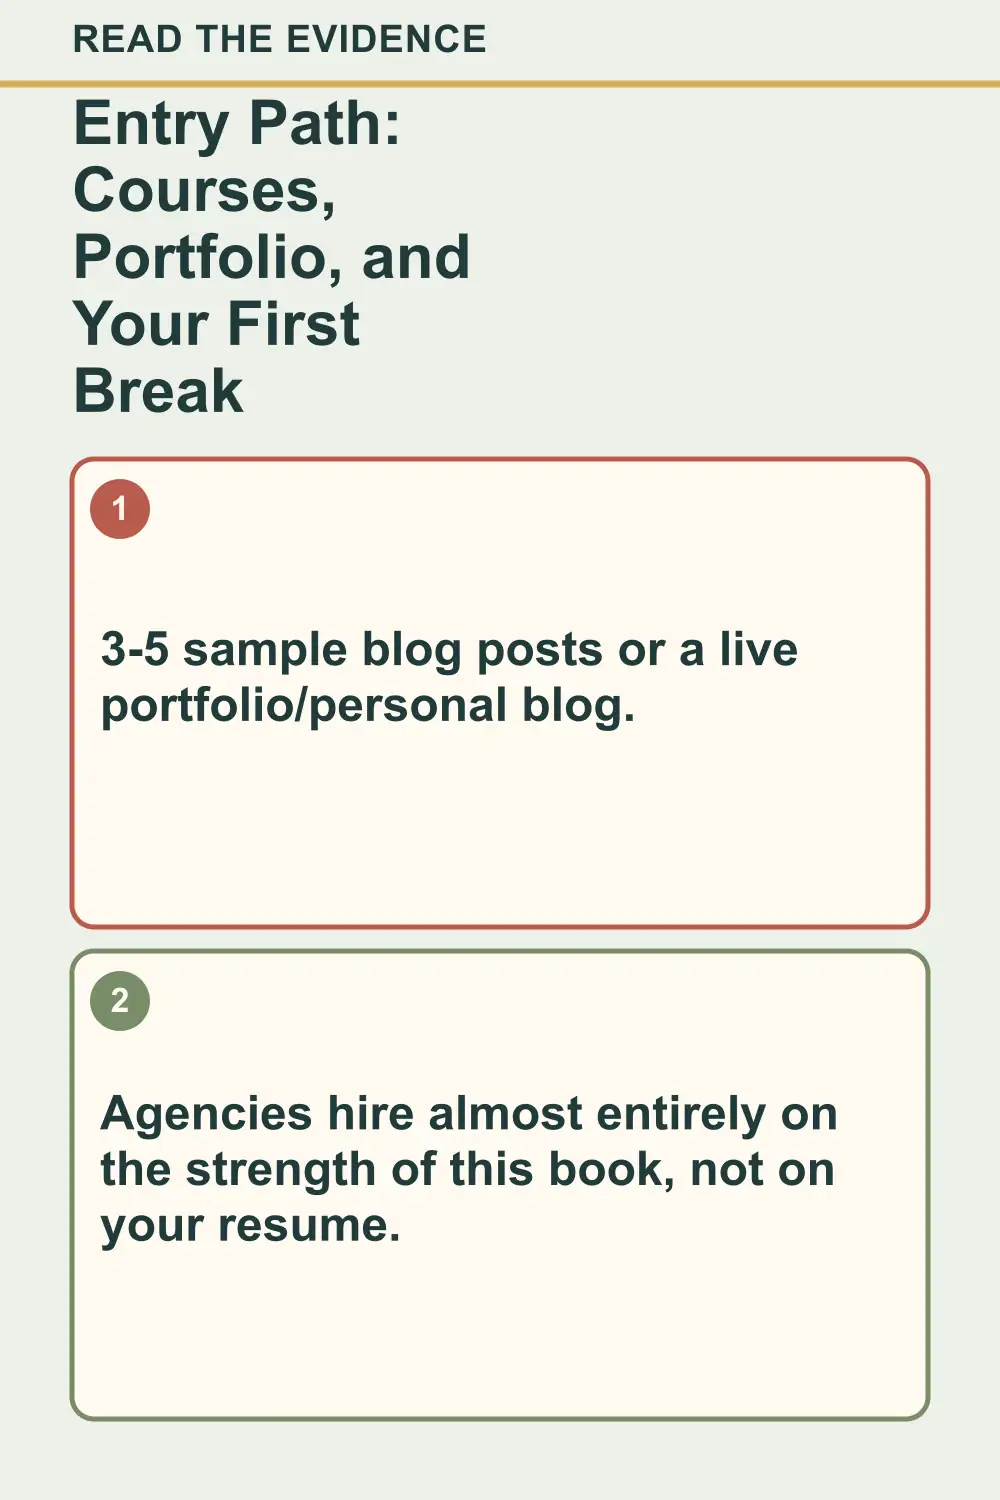 READ THE EVIDENCE
Entry Path:
Courses,
Portfolio, and
Your First
Break
1
3-5 sample blog posts or a live
portfolio/personal blog.
2
Agencies hire almost entirely on
the strength of this book, not on
your resume.